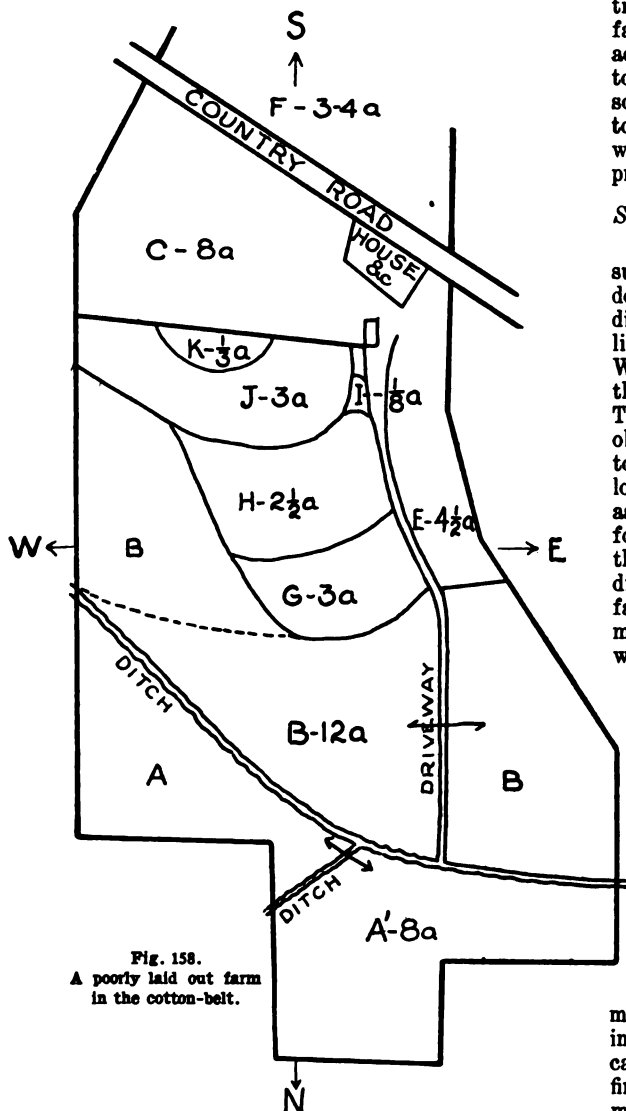 S
F-3-4a
COUNTRY ROAD
HOUSE
&c
C-8a
K-⅓a
J-3a
I-⅛a
H-2½a
E-4½a
W
B
E
G-3a
DITCH
DRIVEWAY
B-12a
A
B
DITCH
A'-8a
Fig. 158.
A poorly laid out farm
in the cotton-belt.
N